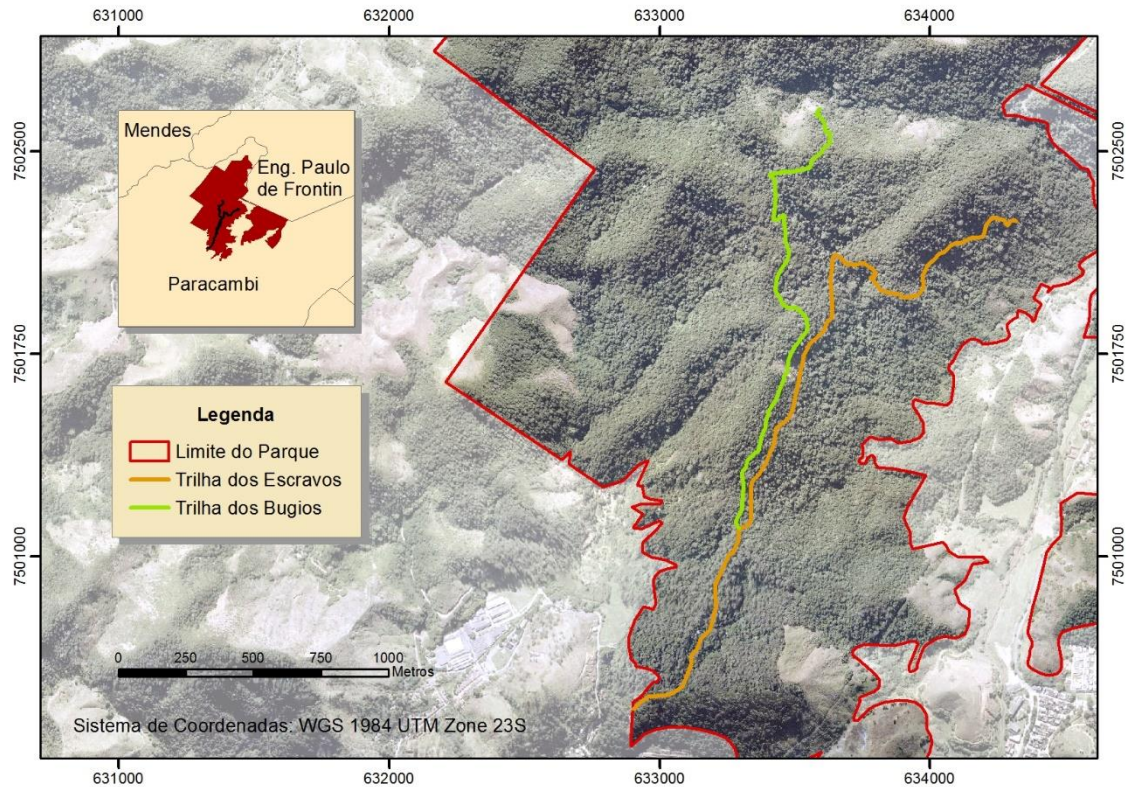 631000 632000 633000 634000
7502500
7501750
7501000
Mendes
Eng. Paulo
de Frontin
Paracambi
Legenda
Limite do Parque
Trilha dos Escravos
Trilha dos Bugios
0 250 500 750 1000
Metros
Sistema de Coordenadas: WGS 1984 UTM Zone 23S
7502500
7501750
7501000
631000 632000 633000 634000